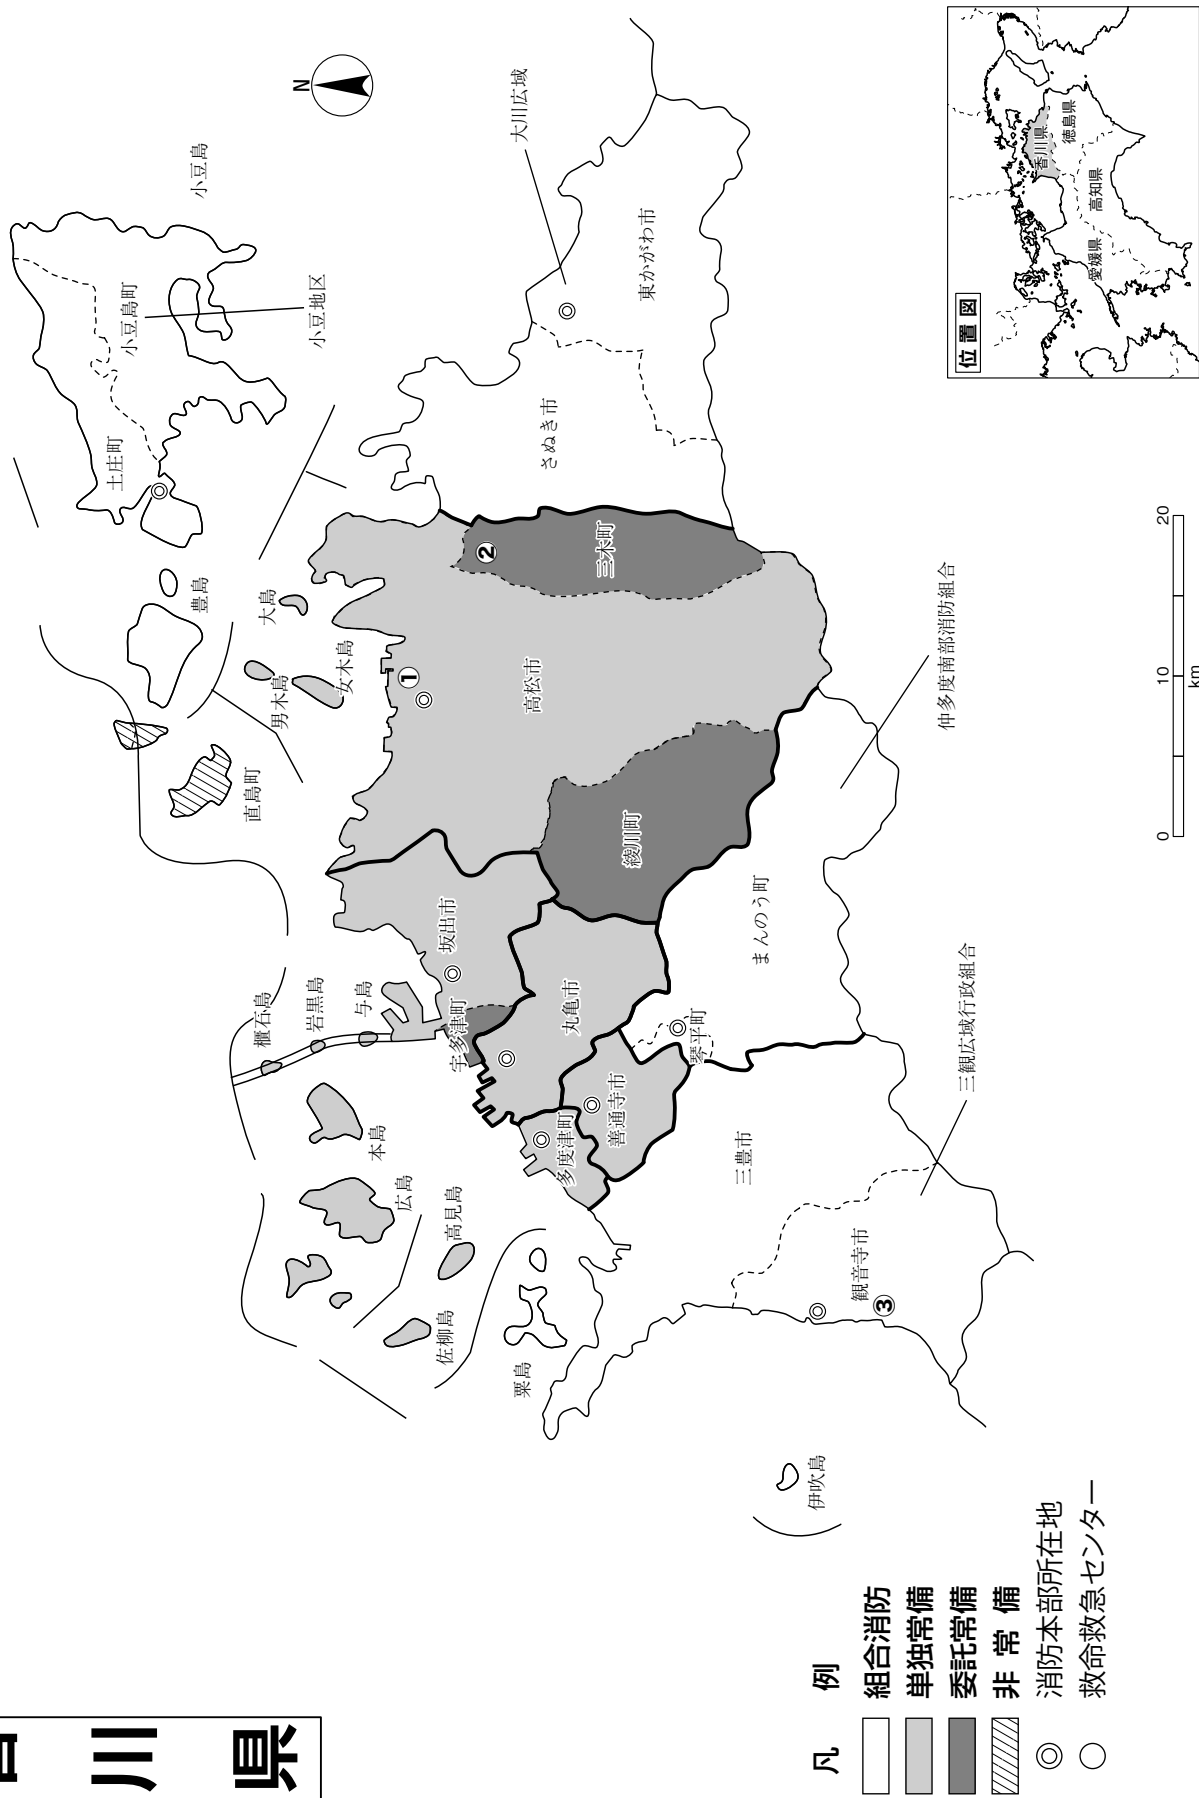 川
県
N
小豆島
小豆島町
小豆地区
土庄町
豊島
大島
男木島
女木島
直島町
大川広域
東かがわ市
さぬき市
②
三木町
①
高松市
綾川町
仲多度南部消防組合
まんのう町
坂出市
宇多津町
丸亀市
琴平町
善通寺市
多度津町
櫃石島
岩黒島
与島
本島
広島
高見島
佐柳島
粟島
三豊市
三観広域行政組合
観音寺市
③
伊吹島
凡例
組合消防
単独常備
委託常備
非常備
消防本部所在地
救命救急センター
0 10 20
km
位置図
香川県
徳島県
高知県
愛媛県